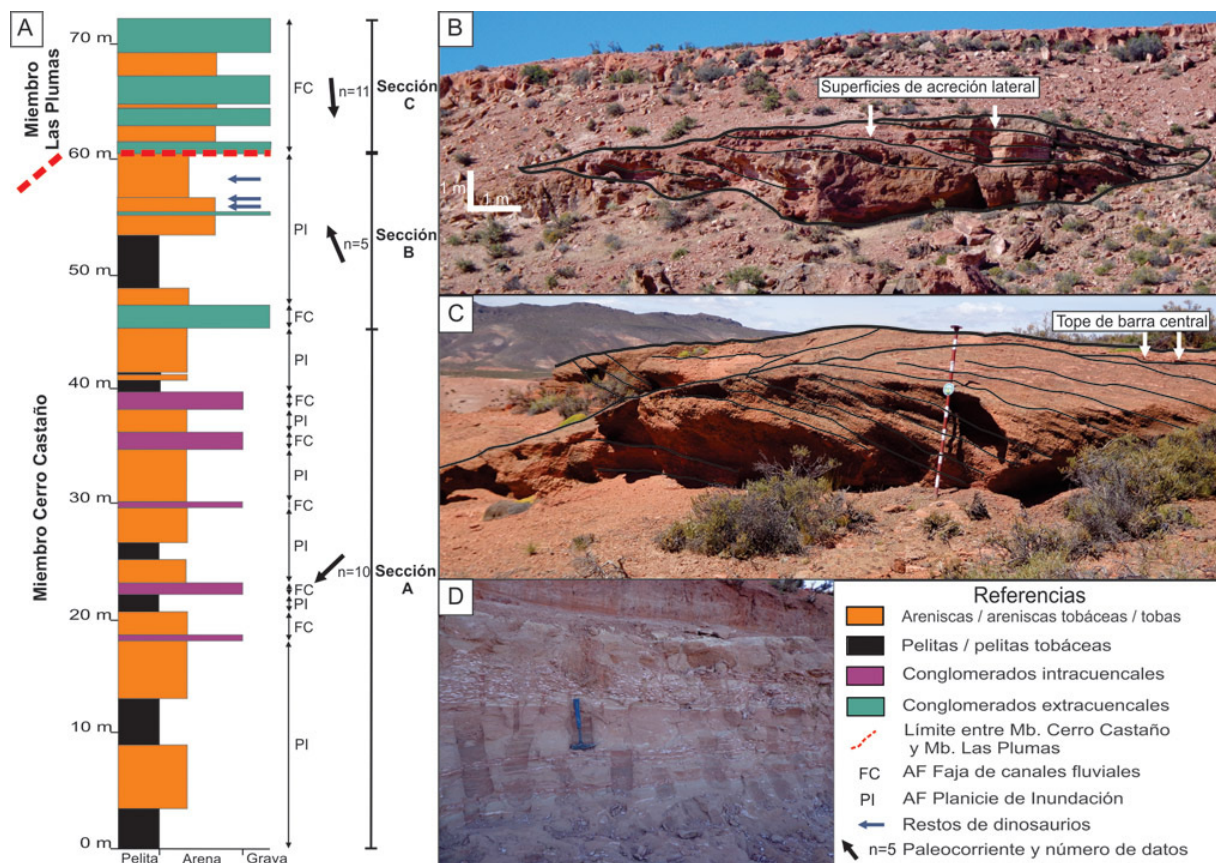 A
70 m
60 m
50 m
40 m
30 m
20 m
10 m
0 m
Miembro
Las Plumas
Miembro Cerro Castaño
Pelita
Arena
Grava
FC
PI
FC
PI
FC
PI
FC
PI
FC
PI
FC
PI
FC
PI
n=11
n=5
n=10
Sección
C
Sección
B
Sección
A
B
Superficies de acreción lateral
1 m
1 m
C
Tope de barra central
D
Referencias
Areniscas / areniscas tobáceas / tobas
Pelitas / pelitas tobáceas
Conglomerados intracuencales
Conglomerados extracuencales
Límite entre Mb. Cerro Castaño
y Mb. Las Plumas
FC AF Faja de canales fluviales
PI AF Planicie de Inundación
Restos de dinosaurios
n=5 Paleocorriente y número de datos